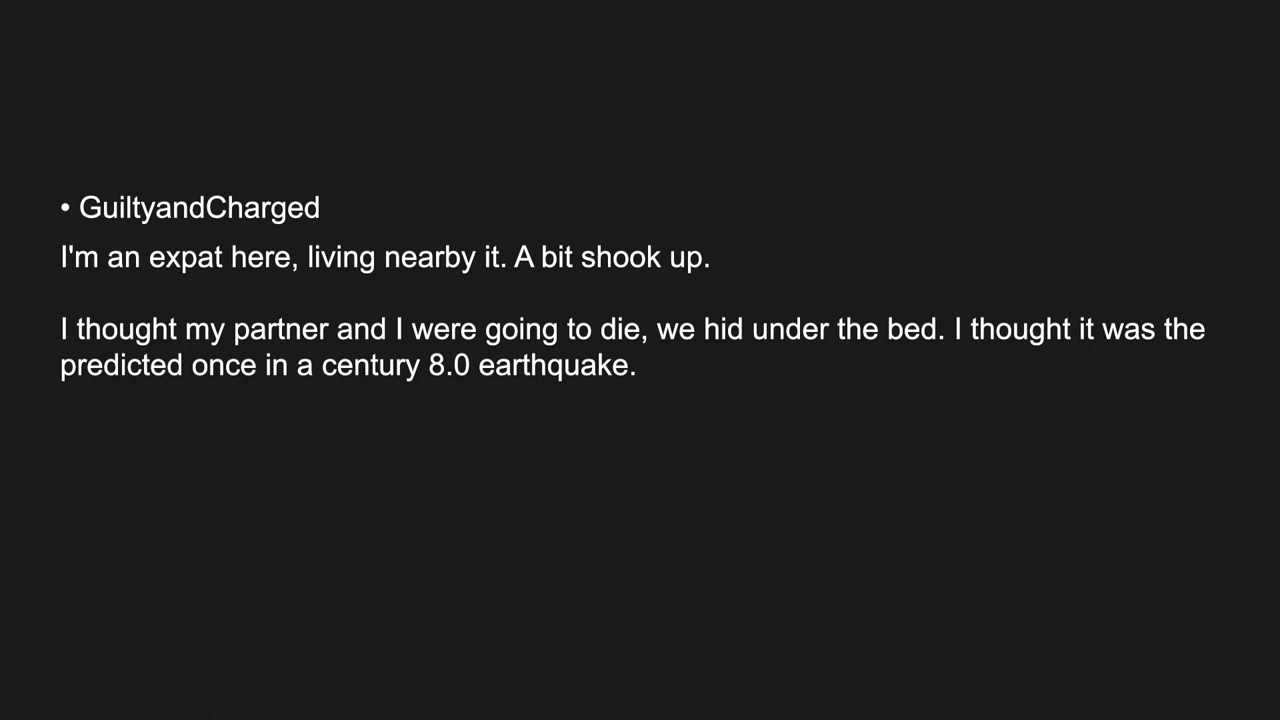 • GuiltyandCharged
I'm an expat here, living nearby it. A bit shook up.
I thought my partner and I were going to die, we hid under the bed. I thought it was the
predicted once in a century 8.0 earthquake.